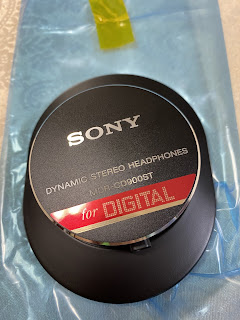 SONY
DYNAMIC STEREO HEADPHONES
MDR-CD900ST
for DIGITAL